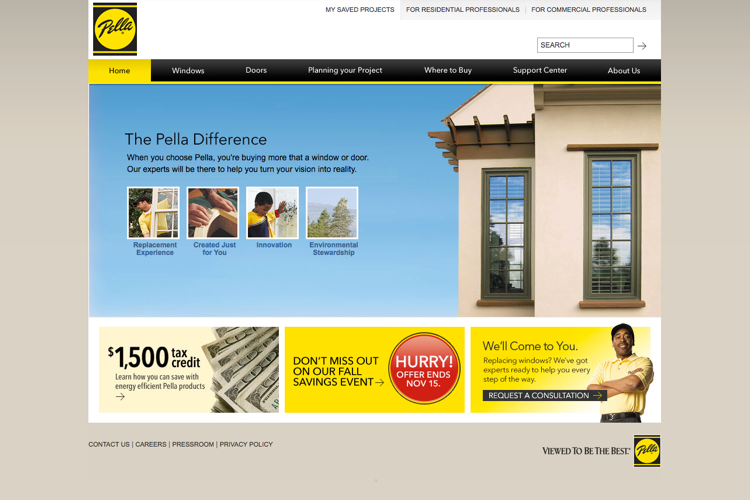 Pella
MY SAVED PROJECTS
FOR RESIDENTIAL PROFESSIONALS | FOR COMMERCIAL PROFESSIONALS
SEARCH
Home
Windows
Doors
Planning your Project
Where to Buy
Support Center
About Us
The Pella Difference
When you choose Pella, you're buying more that a window or door.
Our experts will be there to help you turn your vision into reality.
Replacement
Experience
Created Just
for You
Innovation
Environmental
Stewardship
$1,500 tax
credit
Learn how you can save with
energy efficient Pella products
DON'T MISS OUT
ON OUR FALL
SAVINGS EVENT
HURRY!
OFFER ENDS
NOV 15.
We'll Come to You.
Replacing windows? We've got
experts ready to help you every
step of the way.
REQUEST A CONSULTATION
CONTACT US | CAREERS | PRESSROOM | PRIVACY POLICY
VIEWED TO BE THE BEST.®
Pella